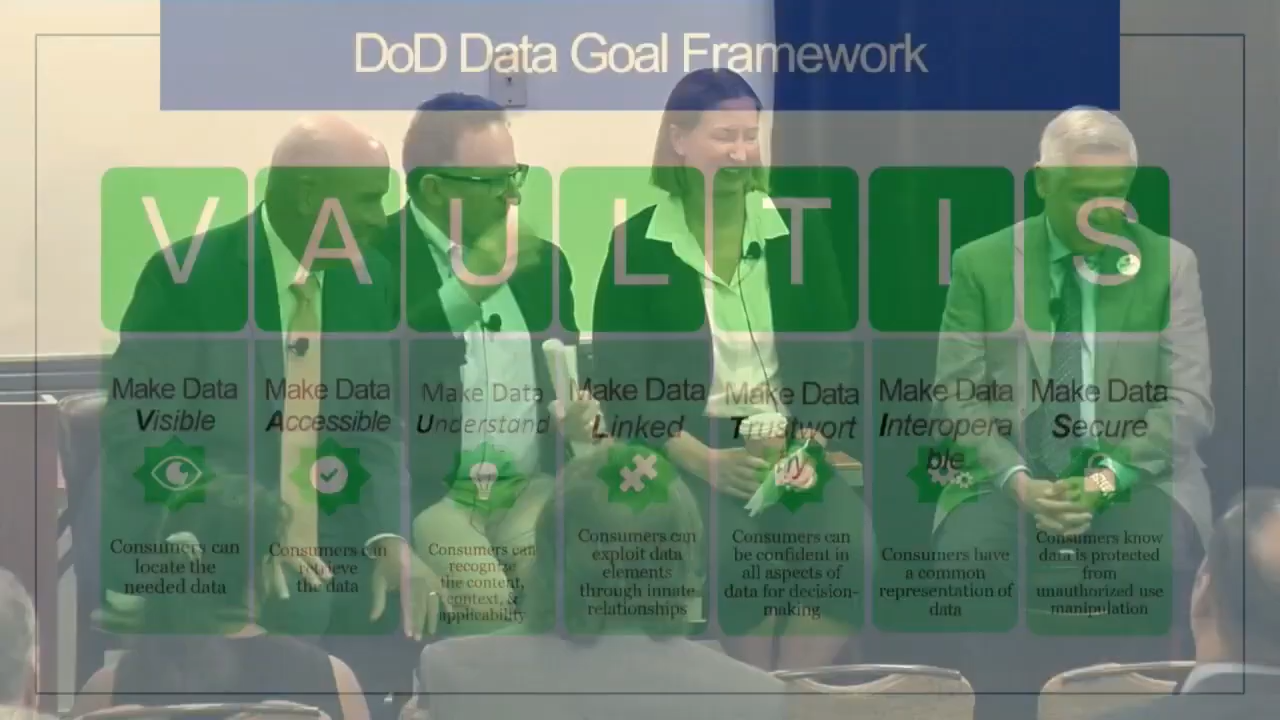 DoD Data Goal Framework
V A U L T I S
Make Data
Visible
Consumers can
locate the
needed data
Make Data
Accessible
Consumers can
retrieve
the data
Make Data
Understand
Consumers can
recognize
the content,
context, &
applicability
Make Data
Linked
Consumers can
exploit data
elements
through innate
relationships
Make Data
Trustwort
hy
Consumers can
be confident in
all aspects of
data for decision-
making
Make Data
Interopera
ble
Consumers have
a common
representation of
data
Make Data
Secure
Consumers know
data is protected
from
unauthorized use
manipulation